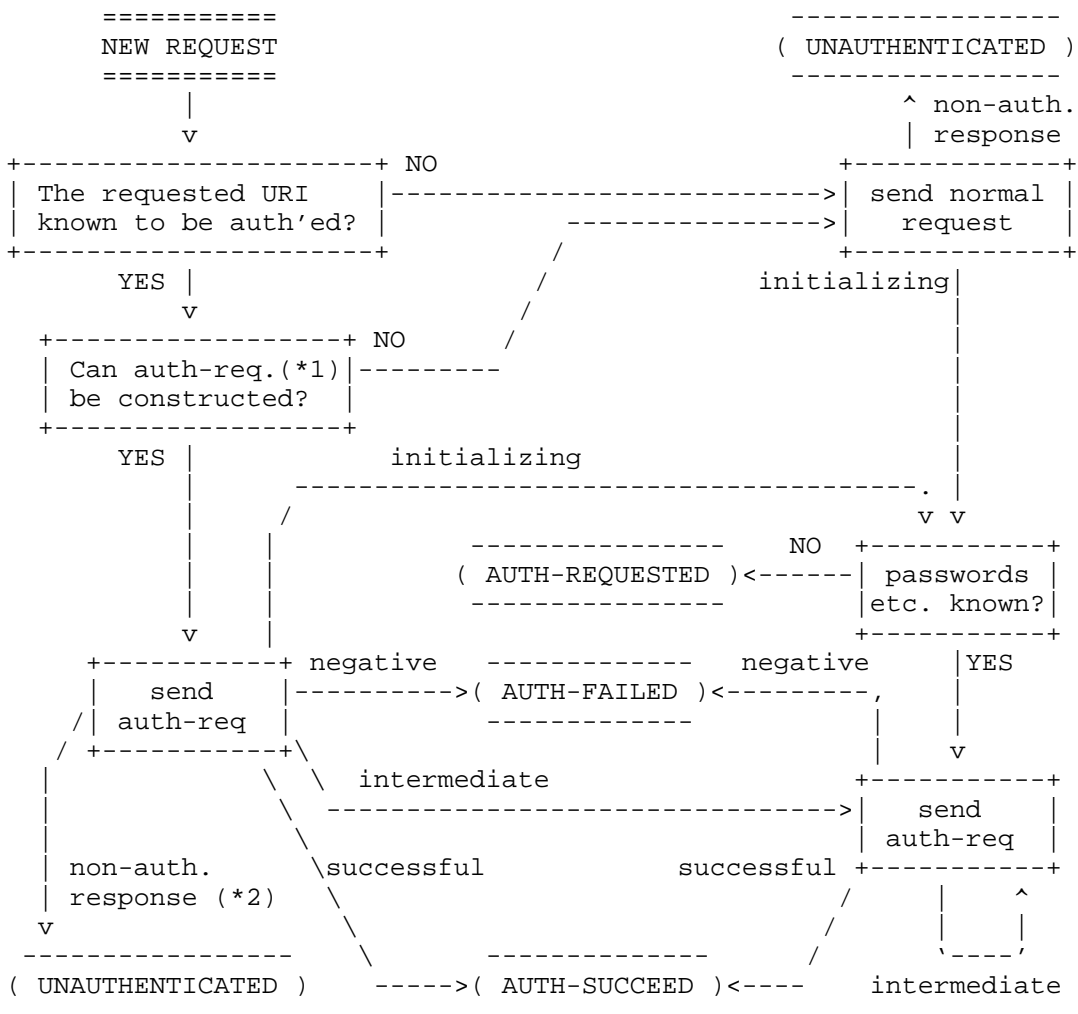 ===========                                -----------------
NEW REQUEST                               ( UNAUTHENTICATED )
===========                                -----------------
|                                            ^ non-auth.
v                                            | response
+----------------------+ NO                          +-------------+
| The requested URI    |--------------------------->| send normal |
| known to be auth'ed? |           ---------------->|   request   |
+----------------------+          /                  +-------------+
YES |                     /             initializing|
v                    /                          |
+------------------+ NO      /                           |
| Can auth-req.(*1)|---------                            |
| be constructed?  |                                     |
+------------------+                                     |
YES |            initializing                       |
|      ---------------------------------------. |
|     /                                       v v
|    |            ----------------    NO  +-----------+
|    |           ( AUTH-REQUESTED )<------| passwords |
|    |            ----------------        |etc. known?|
v    |                                    +-----------+
+-----------+ negative   -------------   negative     |YES
|   send    |---------->( AUTH-FAILED )<---------,    |
/| auth-req  |            -------------           |    |
/ +-----------+\                                   |    v
|             \ \  intermediate                   +-----------+
|              \ -------------------------------->|   send    |
|               \                                 | auth-req  |
| non-auth.      \successful            successful +-----------+
| response (*2)   \                               /     |    ^
v                  \                             /      |    |
-----------------    \       --------------     /       `----'
( UNAUTHENTICATED )    ----->( AUTH-SUCCEED )<----    intermediate